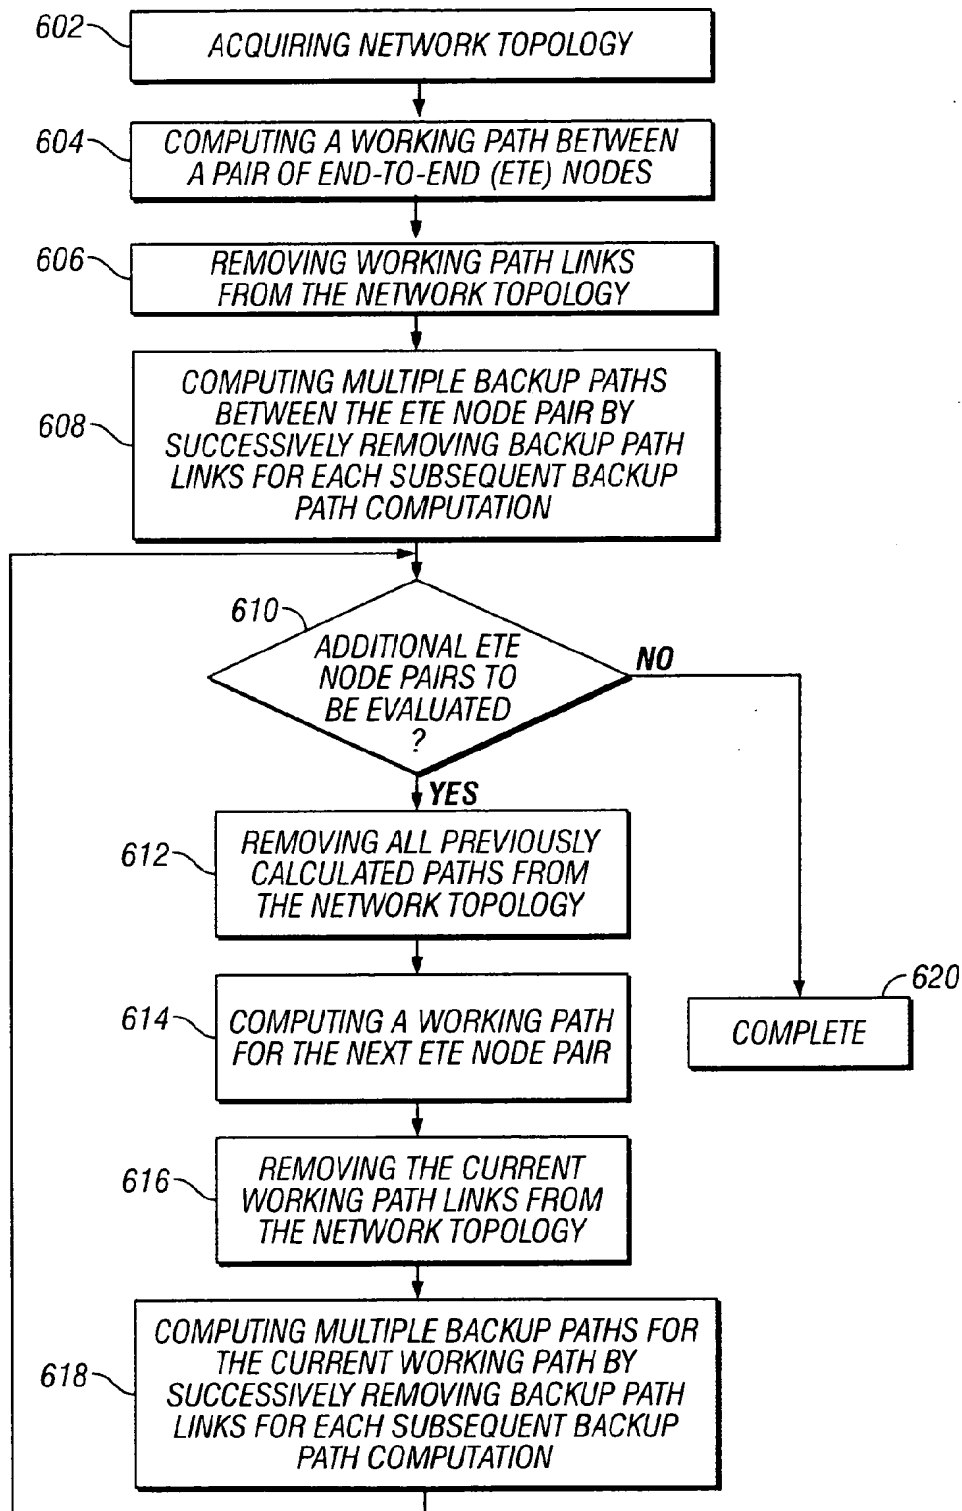 602
ACQUIRING NETWORK TOPOLOGY
604
COMPUTING A WORKING PATH BETWEEN
A PAIR OF END-TO-END (ETE) NODES
606
REMOVING WORKING PATH LINKS
FROM THE NETWORK TOPOLOGY
608
COMPUTING MULTIPLE BACKUP PATHS
BETWEEN THE ETE NODE PAIR BY
SUCCESSIVELY REMOVING BACKUP PATH
LINKS FOR EACH SUBSEQUENT BACKUP
PATH COMPUTATION
610
ADDITIONAL ETE
NODE PAIRS TO
BE EVALUATED
?
NO
YES
612
REMOVING ALL PREVIOUSLY
CALCULATED PATHS FROM
THE NETWORK TOPOLOGY
614
COMPUTING A WORKING PATH
FOR THE NEXT ETE NODE PAIR
620
COMPLETE
616
REMOVING THE CURRENT
WORKING PATH LINKS FROM
THE NETWORK TOPOLOGY
618
COMPUTING MULTIPLE BACKUP PATHS FOR
THE CURRENT WORKING PATH BY
SUCCESSIVELY REMOVING BACKUP PATH
LINKS FOR EACH SUBSEQUENT BACKUP
PATH COMPUTATION